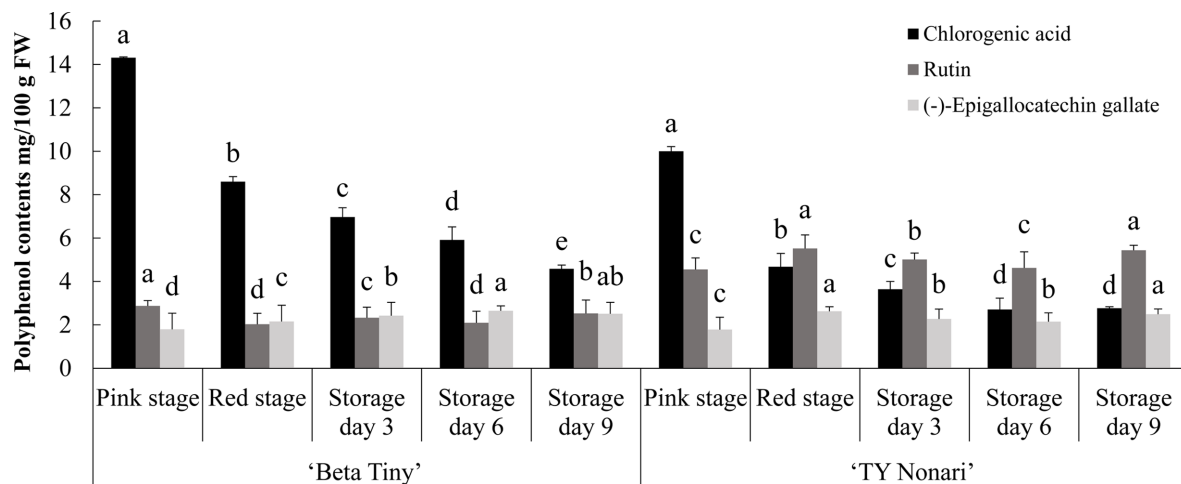 Polyphenol contents mg/100 g FW
16
14
12
10
8
6
4
2
0
Chlorogenic acid
Rutin
(-)-Epigallocatechin gallate
a
a
d
b
d
c
c
c
b
d
d
a
e
b
ab
a
c
c
b
a
a
c
b
b
d
c
b
d
a
a
Pink stage
Red stage
Storage
day 3
Storage
day 6
Storage
day 9
Pink stage
Red stage
Storage
day 3
Storage
day 6
Storage
day 9
‘Beta Tiny’
‘TY Nonari’